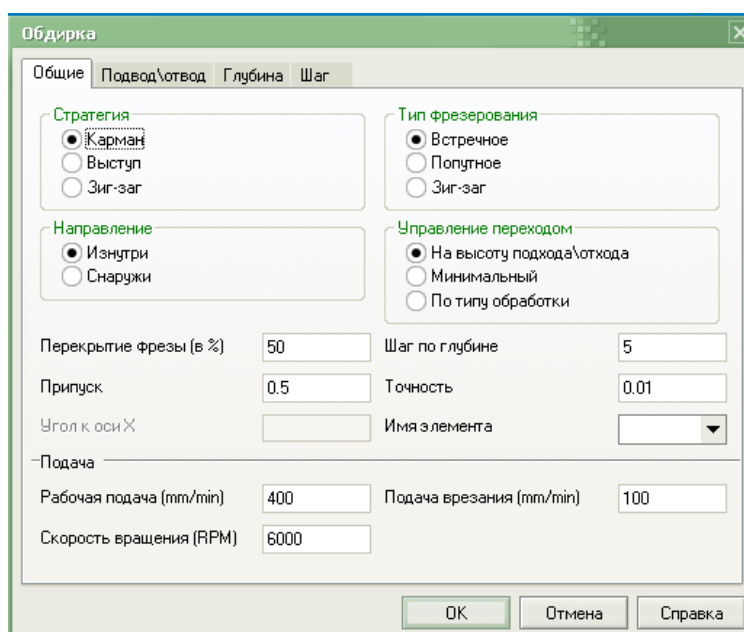 Обдирка
Общие Подвод\отвод Глубина Шаг
Стратегия
Карман
Выступ
Зиг-заг
Тип фрезерования
Встречное
Попутное
Зиг-заг
Направление
Изнутри
Снаружи
Управление переходом
На высоту подхода\отхода
Минимальный
По типу обработки
Перекрытие фрезы (в %) 50 Шаг по глубине 5
Припуск 0.5 Точность 0.01
Угол к оси X Имя элемента
Подача
Рабочая подача (mm/min) 400 Подача врезания (mm/min) 100
Скорость вращения (RPM) 6000
OK Отмена Справка